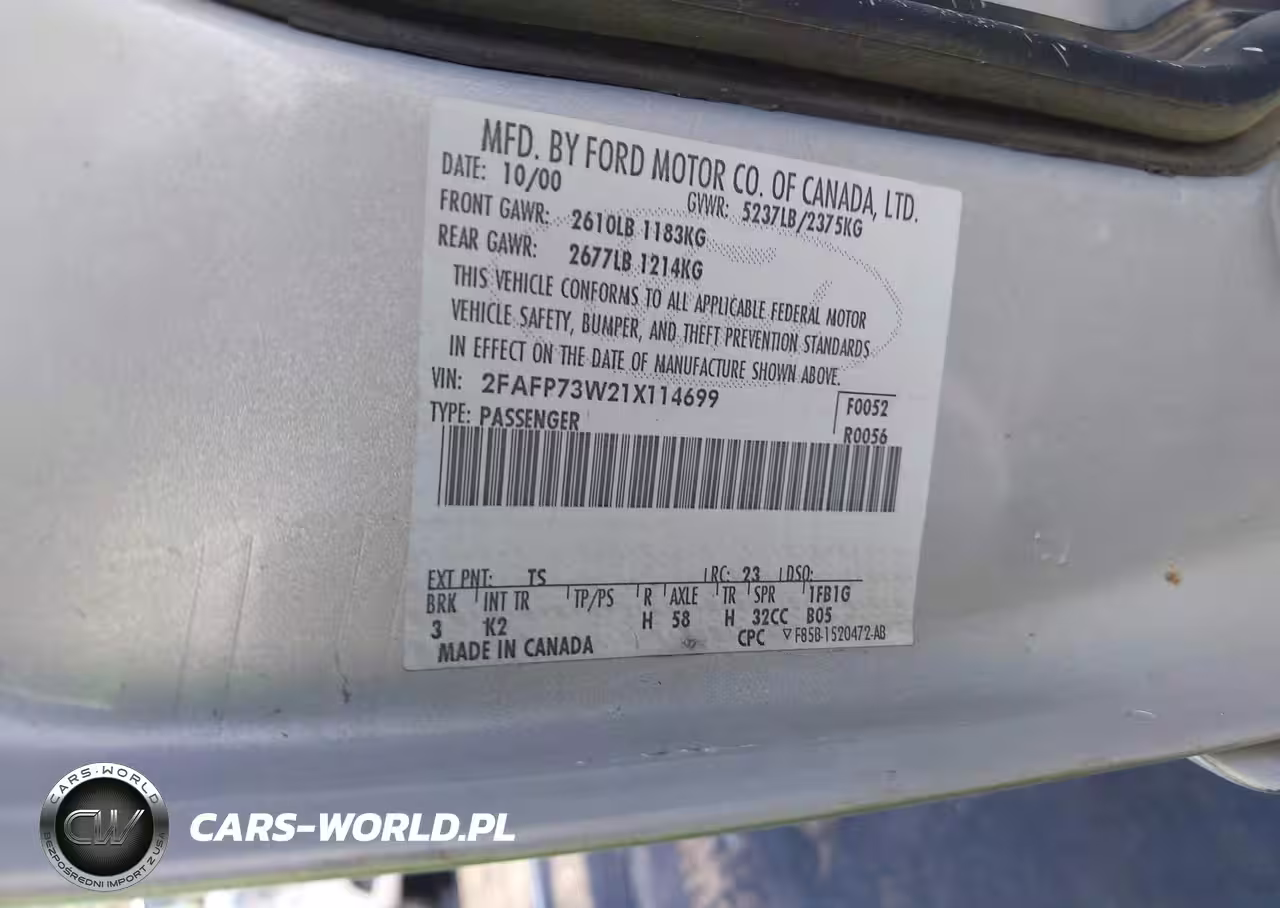 MFD. BY FORD MOTOR CO. OF CANADA, LTD.
DATE: 10/00
GVWR: 5237LB/2375KG
FRONT GAWR: 2610LB 1183KG
REAR GAWR: 2677LB 1214KG
THIS VEHICLE CONFORMS TO ALL APPLICABLE FEDERAL MOTOR
VEHICLE SAFETY, BUMPER, AND THEFT PREVENTION STANDARDS
IN EFFECT ON THE DATE OF MANUFACTURE SHOWN ABOVE.
VIN: 2FAFP73W21X114699
F0052
TYPE: PASSENGER
R0056
EXT PNT: TS RC: 23 DSO:
BRK INT TR TP/PS R AXLE TR SPR 1FB1G
3 K2 H 58 H 32CC B05
MADE IN CANADA CPC ▽ F85B-1520472-AB
CARS-WORLD
CW
BEZPOŚREDNI IMPORT Z USA
CARS-WORLD.PL